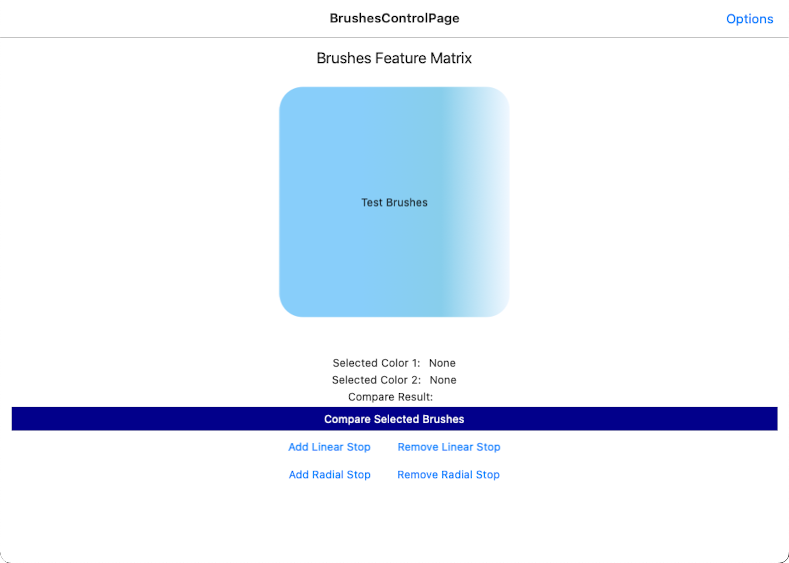 BrushesControlPage Options
Brushes Feature Matrix
Test Brushes
Selected Color 1: None
Selected Color 2: None
Compare Result:
Compare Selected Brushes
Add Linear Stop Remove Linear Stop
Add Radial Stop Remove Radial Stop